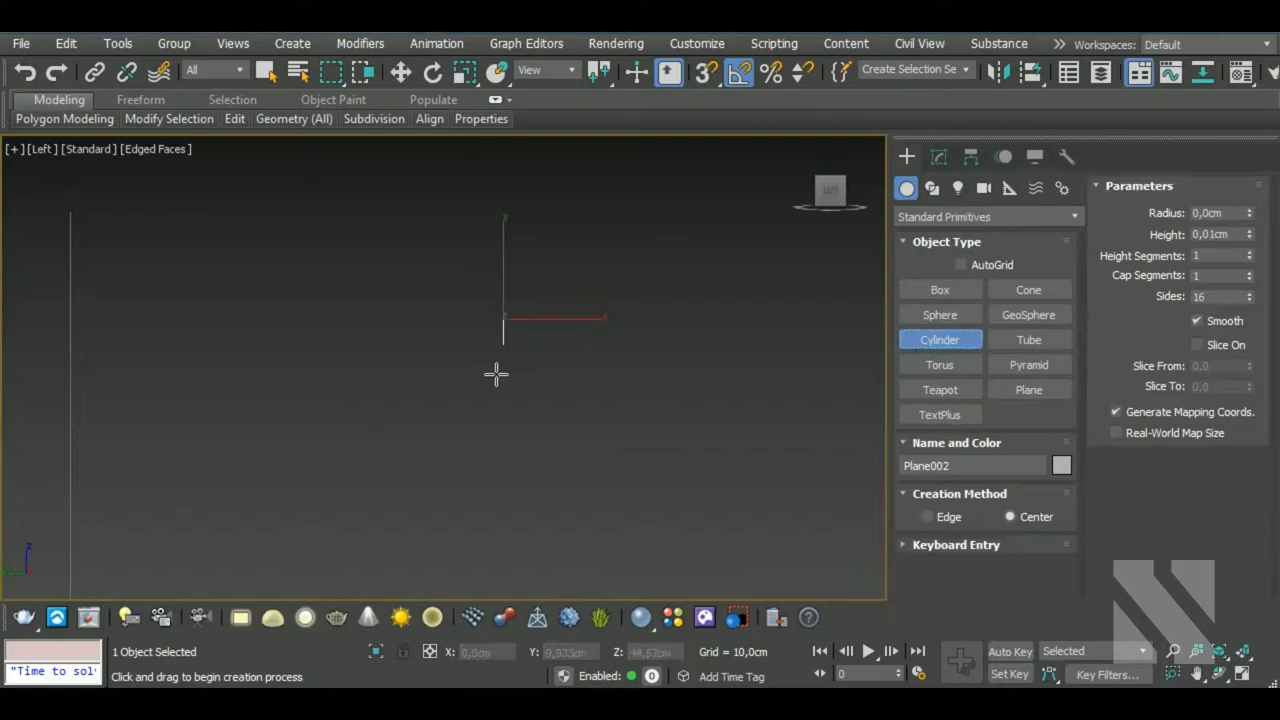 File Edit Tools Group Views Create Modifiers Animation Graph Editors Rendering Customize Scripting Content Civil View Substance Workspaces: Default
All View Create Selection Se
Modeling Freeform Selection Object Paint Populate
Polygon Modeling Modify Selection Edit Geometry (All) Subdivision Align Properties
[+] [Left] [Standard] [Edged Faces ]
Standard Primitives
Object Type
AutoGrid
Box Cone
Sphere GeoSphere
Cylinder Tube
Torus Pyramid
Teapot Plane
TextPlus
Name and Color
Plane002
Creation Method
Edge Center
Keyboard Entry
Parameters
Radius: 0,0cm
Height: 0,01cm
Height Segments: 1
Cap Segments: 1
Sides: 16
Smooth
Slice On
Slice From: 0,0
Slice To: 0,0
Generate Mapping Coords.
Real-World Map Size
"Time to sol
1 Object Selected
Click and drag to begin creation process
X: 0,0cm Y: 9,933cm Z: 44,52cm Grid = 10,0cm
Enabled: 0 Add Time Tag
0
Auto Key Selected
Set Key Key Filters...